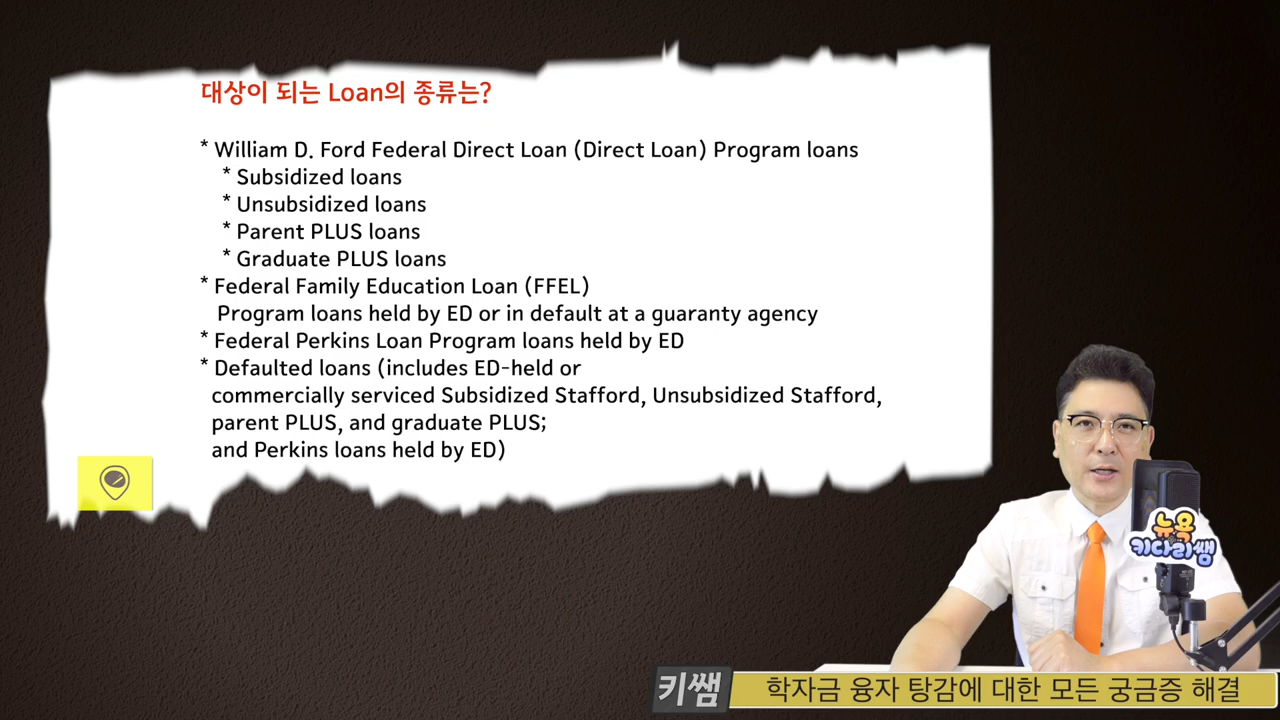 대상이 되는 Loan의 종류는?
* William D. Ford Federal Direct Loan (Direct Loan) Program loans
* Subsidized loans
* Unsubsidized loans
* Parent PLUS loans
* Graduate PLUS loans
* Federal Family Education Loan (FFEL)
Program loans held by ED or in default at a guaranty agency
* Federal Perkins Loan Program loans held by ED
* Defaulted loans (includes ED-held or
commercially serviced Subsidized Stafford, Unsubsidized Stafford,
parent PLUS, and graduate PLUS;
and Perkins loans held by ED)
뉴욕
키다리쌤
키쌤 학자금 융자 탕감에 대한 모든 궁금증 해결